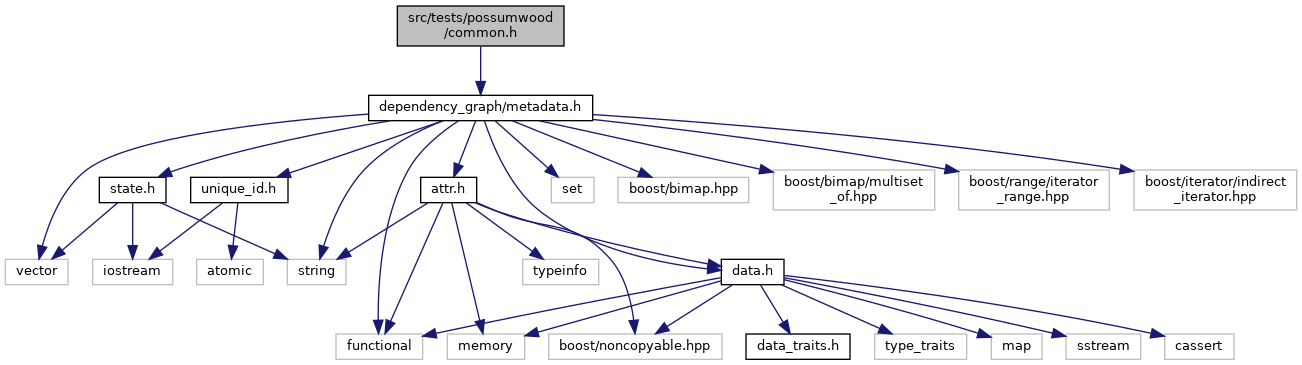 src/tests/possumwood
/common.h
dependency_graph/metadata.h
state.h
unique_id.h
attr.h
set
boost/bimap.hpp
boost/bimap/multiset
_of.hpp
boost/range/iterator
_range.hpp
boost/iterator/indirect
_iterator.hpp
vector
iostream
atomic
string
typeinfo
data.h
functional
memory
boost/noncopyable.hpp
data_traits.h
type_traits
map
sstream
cassert